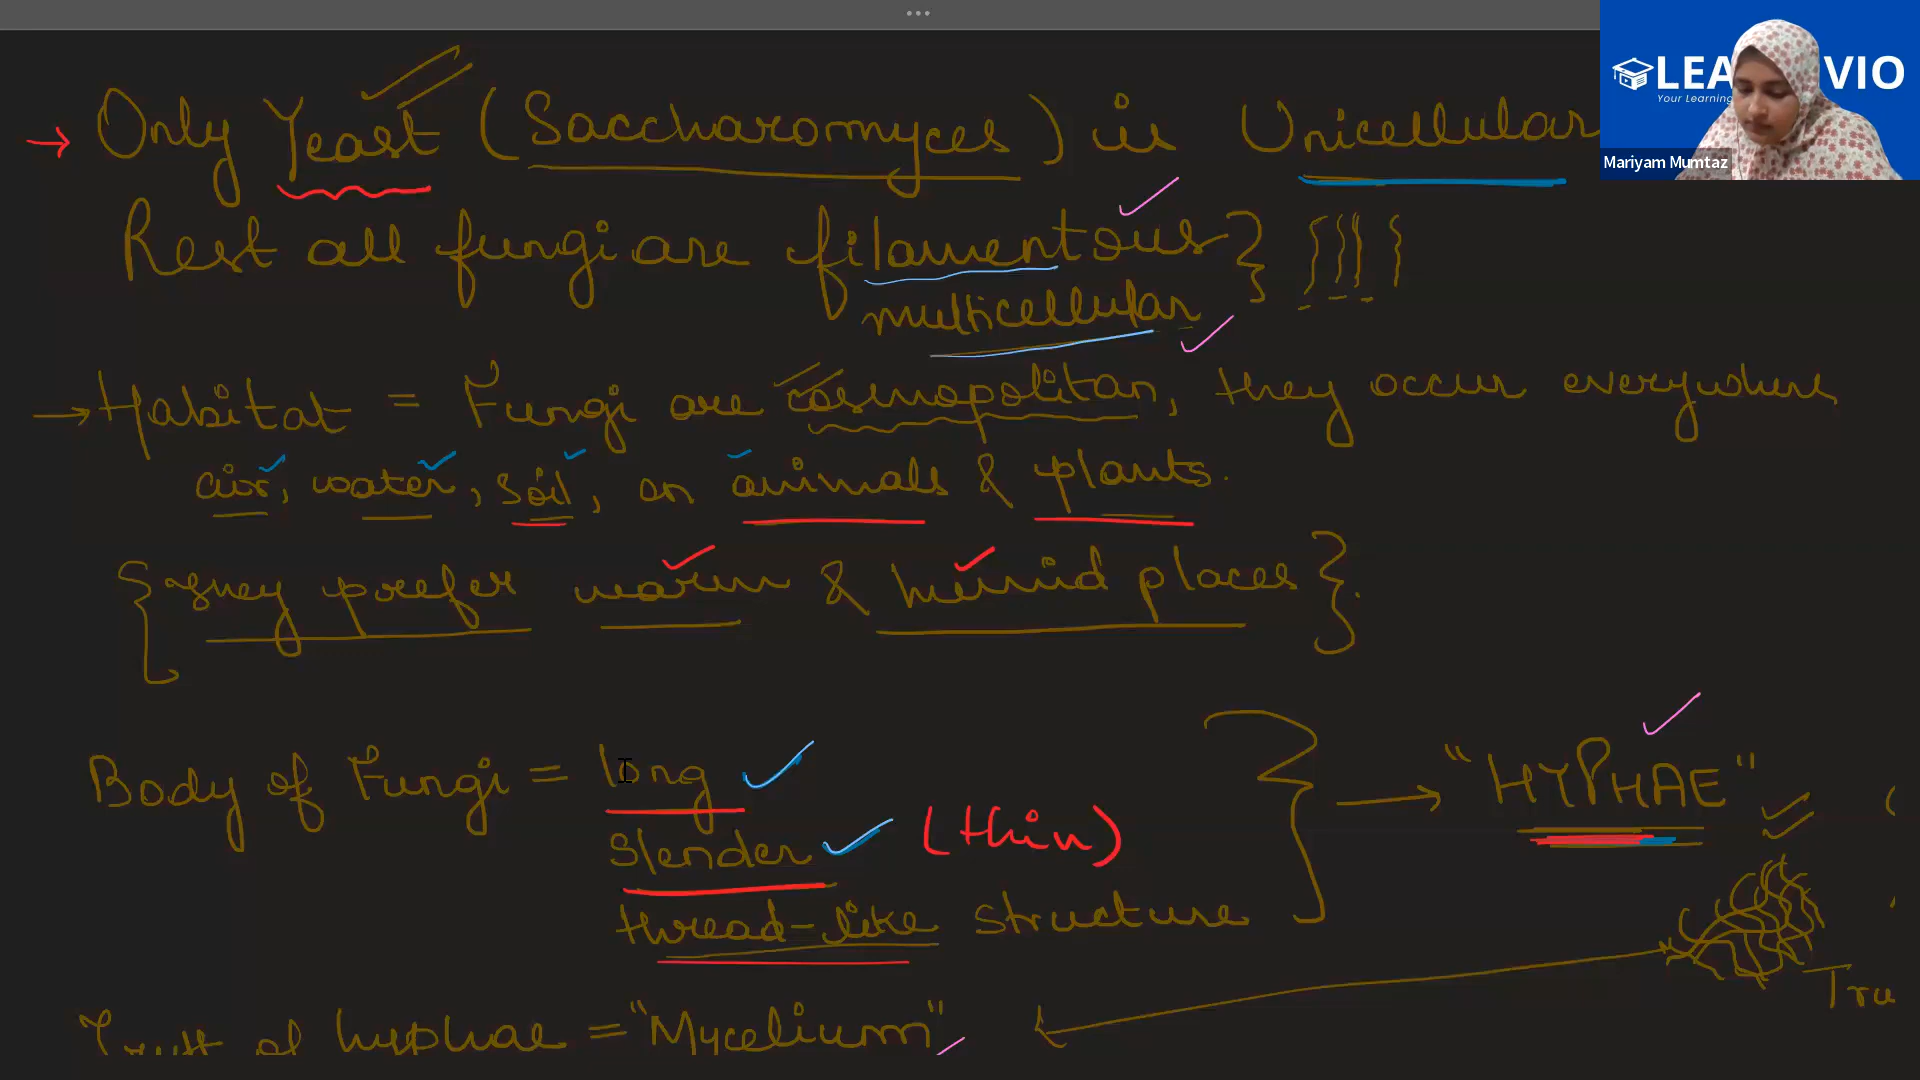 → Only Yeast (Saccharomyces) is Unicellular
Rest all fungi are filamentous }
multicellular
→ Habitat = Fungi are cosmopolitan, they occur everywhere,
air, water, soil, on animals & plants.
{ They prefer warm & humid places }.
Body of Fungi = long
Slender (thin)
thread-like structure
} → "HYPHAE"
of hyphae = "Mycelium"
Tru
Your Learning
VIO
LEA
Mariyam Mumtaz